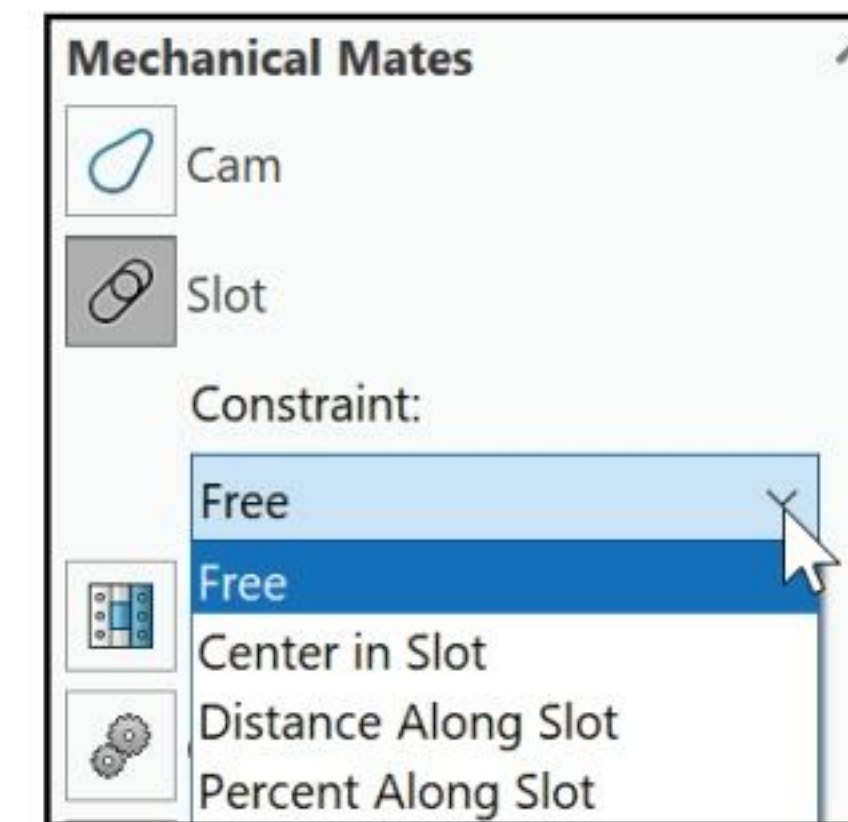 Mechanical Mates
Cam
Slot
Constraint:
Free
Free
Center in Slot
Distance Along Slot
Percent Along Slot